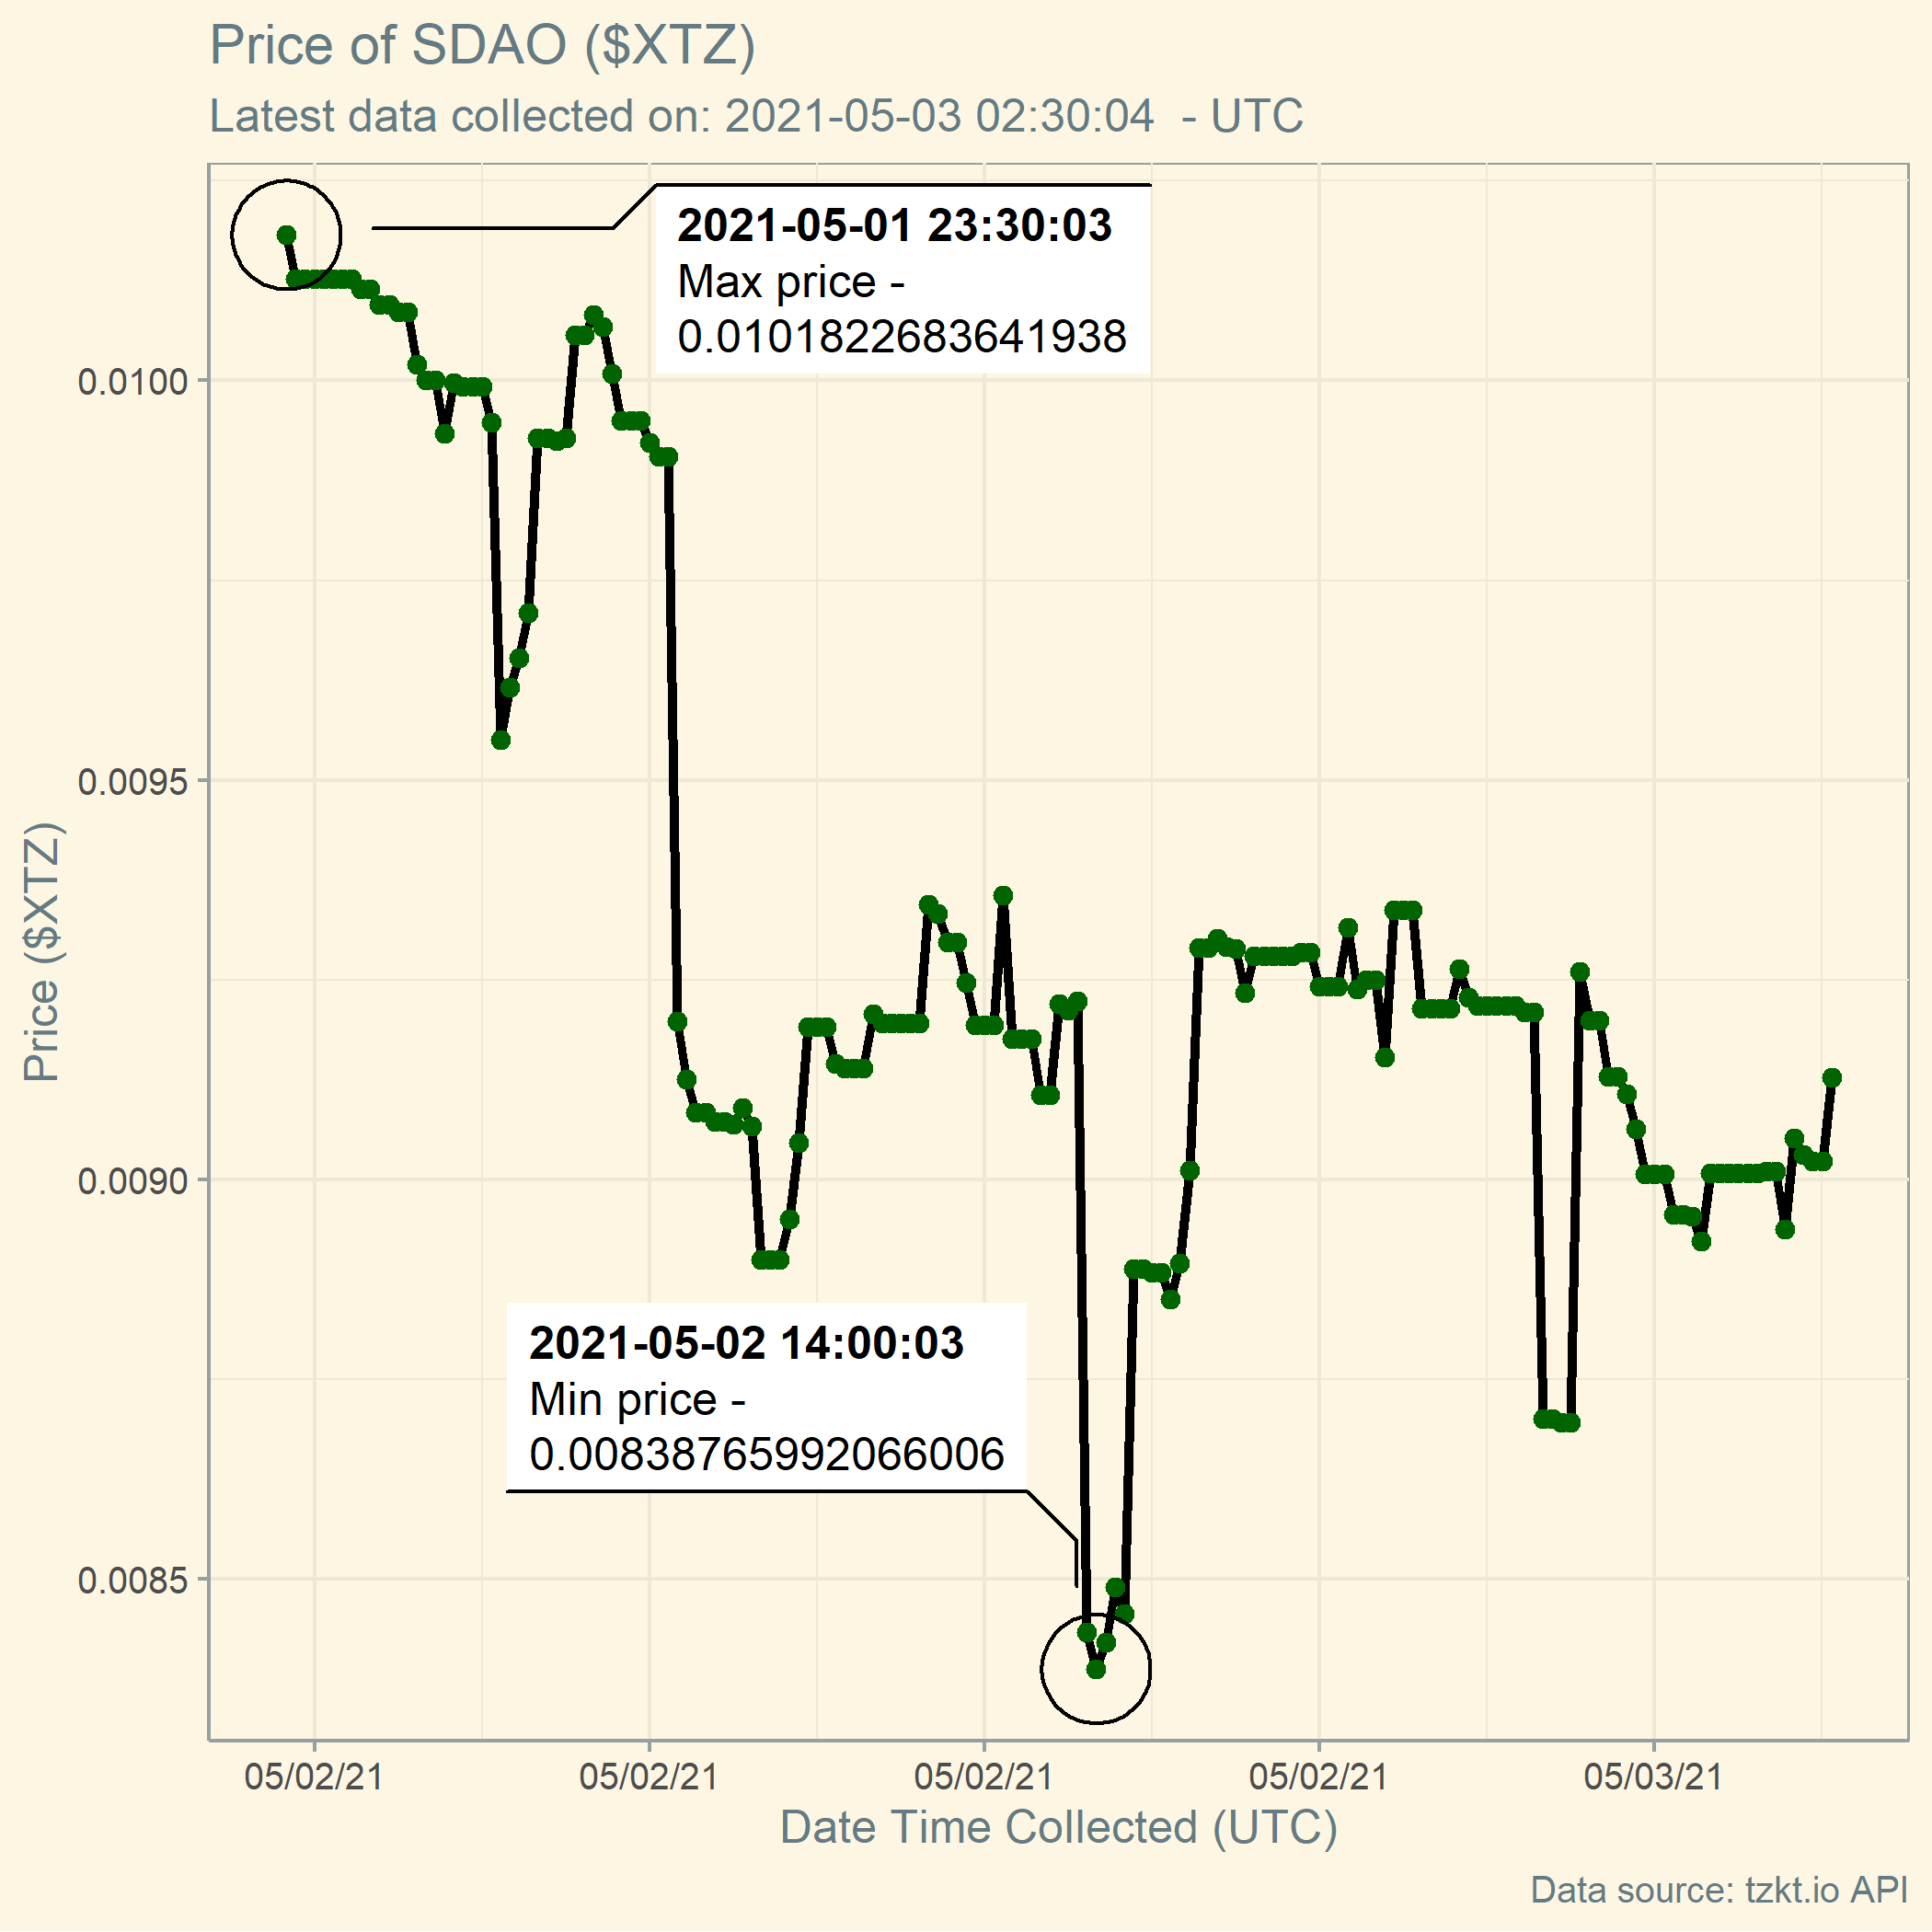 Price of SDAO ($XTZ)
Latest data collected on: 2021-05-03 02:30:04  - UTC
2021-05-01 23:30:03
Max price -
0.0101822683641938
0.0100
0.0095
Price ($XTZ)
0.0090
2021-05-02 14:00:03
Min price -
0.00838765992066006
0.0085
05/02/21 05/02/21 05/02/21 05/02/21 05/03/21
Date Time Collected (UTC)
Data source: tzkt.io API